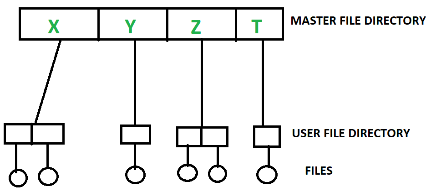 X Y Z T MASTER FILE DIRECTORY
USER FILE DIRECTORY
FILES